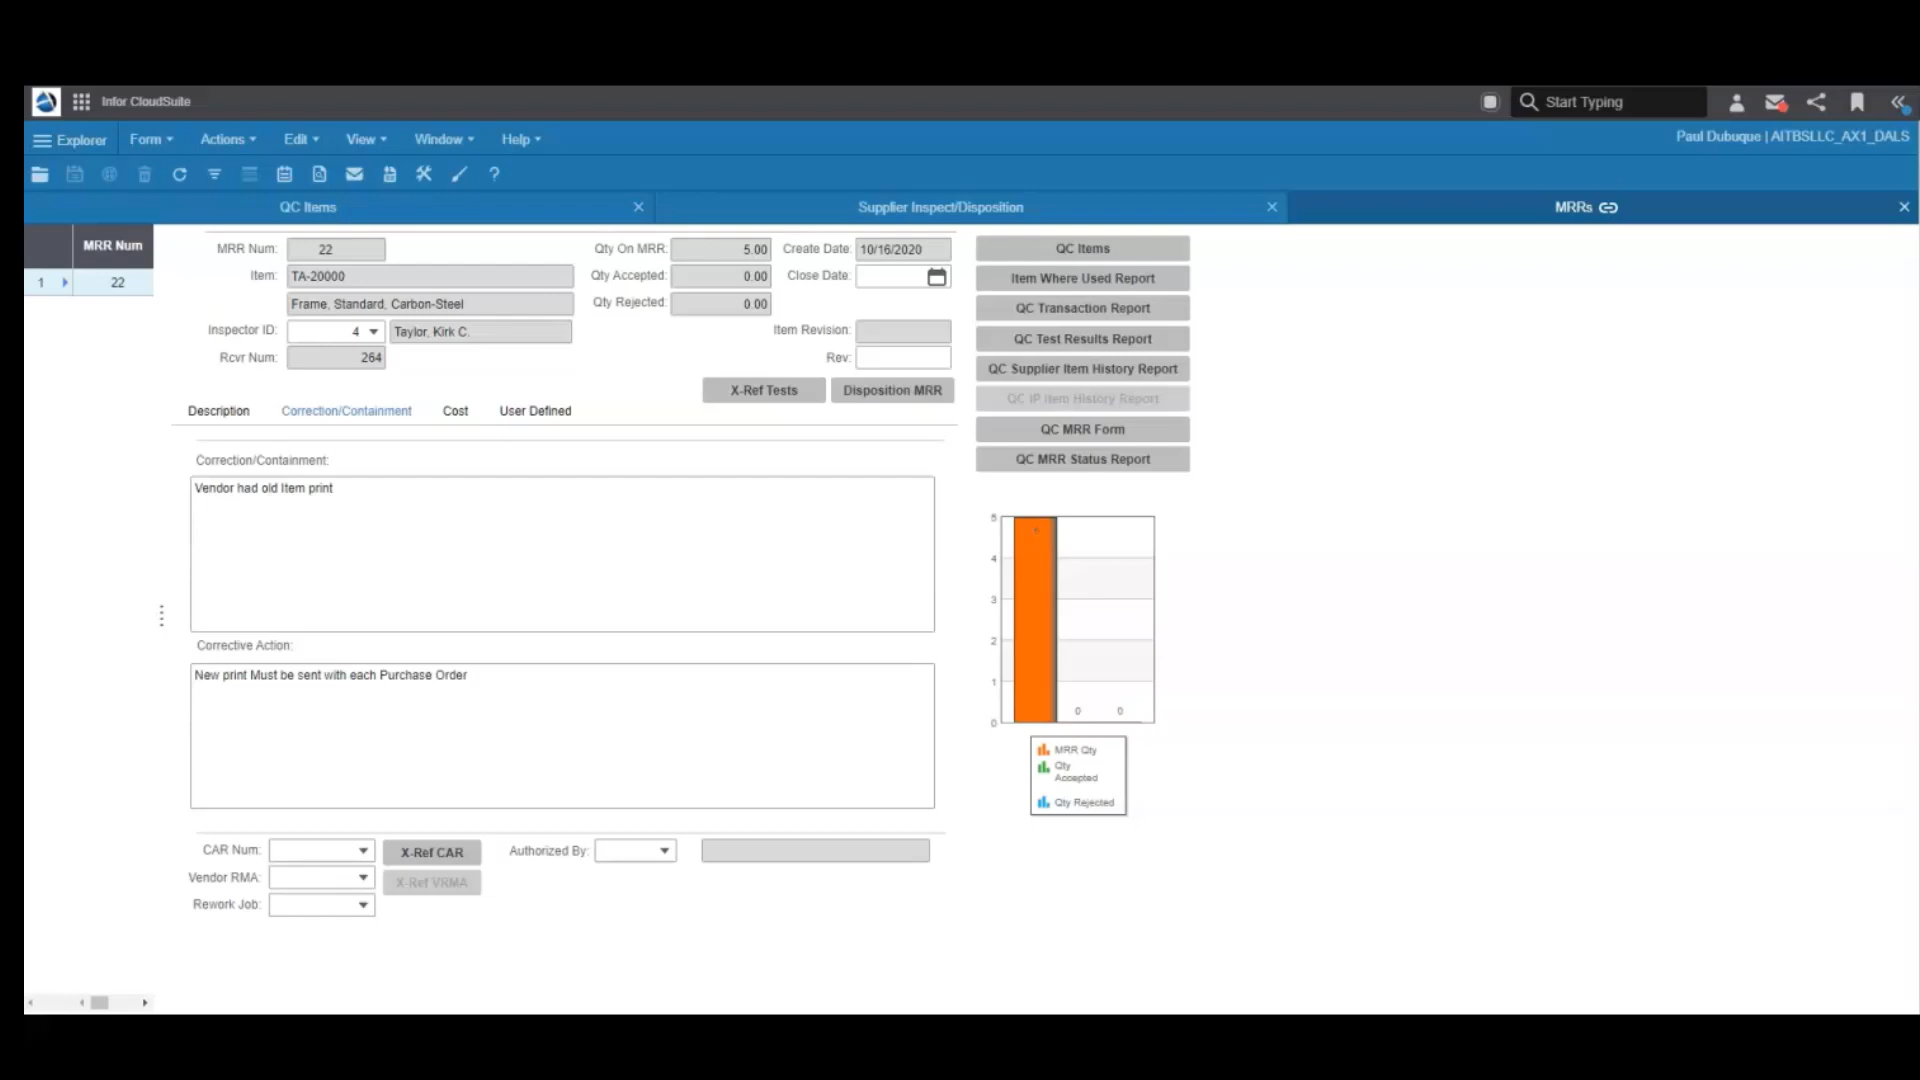 Infor CloudSuite
Start Typing
Explorer Form Actions Edit View Window Help
Paul Dubuque | AITBSLLC_AX1_DALS
QC Items
Supplier Inspect/Disposition
MRRs
MRR Num
1 22
MRR Num: 22
Qty On MRR: 5.00
Create Date: 10/16/2020
Item: TA-20000
Qty Accepted: 0.00
Close Date:
Frame, Standard, Carbon-Steel
Qty Rejected: 0.00
Inspector ID: 4 Taylor, Kirk C.
Item Revision:
Rcvr Num: 264
Rev:
X-Ref Tests
Disposition MRR
QC Items
Item Where Used Report
QC Transaction Report
QC Test Results Report
QC Supplier Item History Report
QC IP Item History Report
QC MRR Form
QC MRR Status Report
Description Correction/Containment Cost User Defined
Correction/Containment:
Vendor had old Item print
Corrective Action:
New print Must be sent with each Purchase Order
5
4
3
2
1
0
0 0
MRR Qty
Qty
Accepted
Qty Rejected
CAR Num:
X-Ref CAR
Authorized By:
Vendor RMA:
X-Ref VRMA
Rework Job: